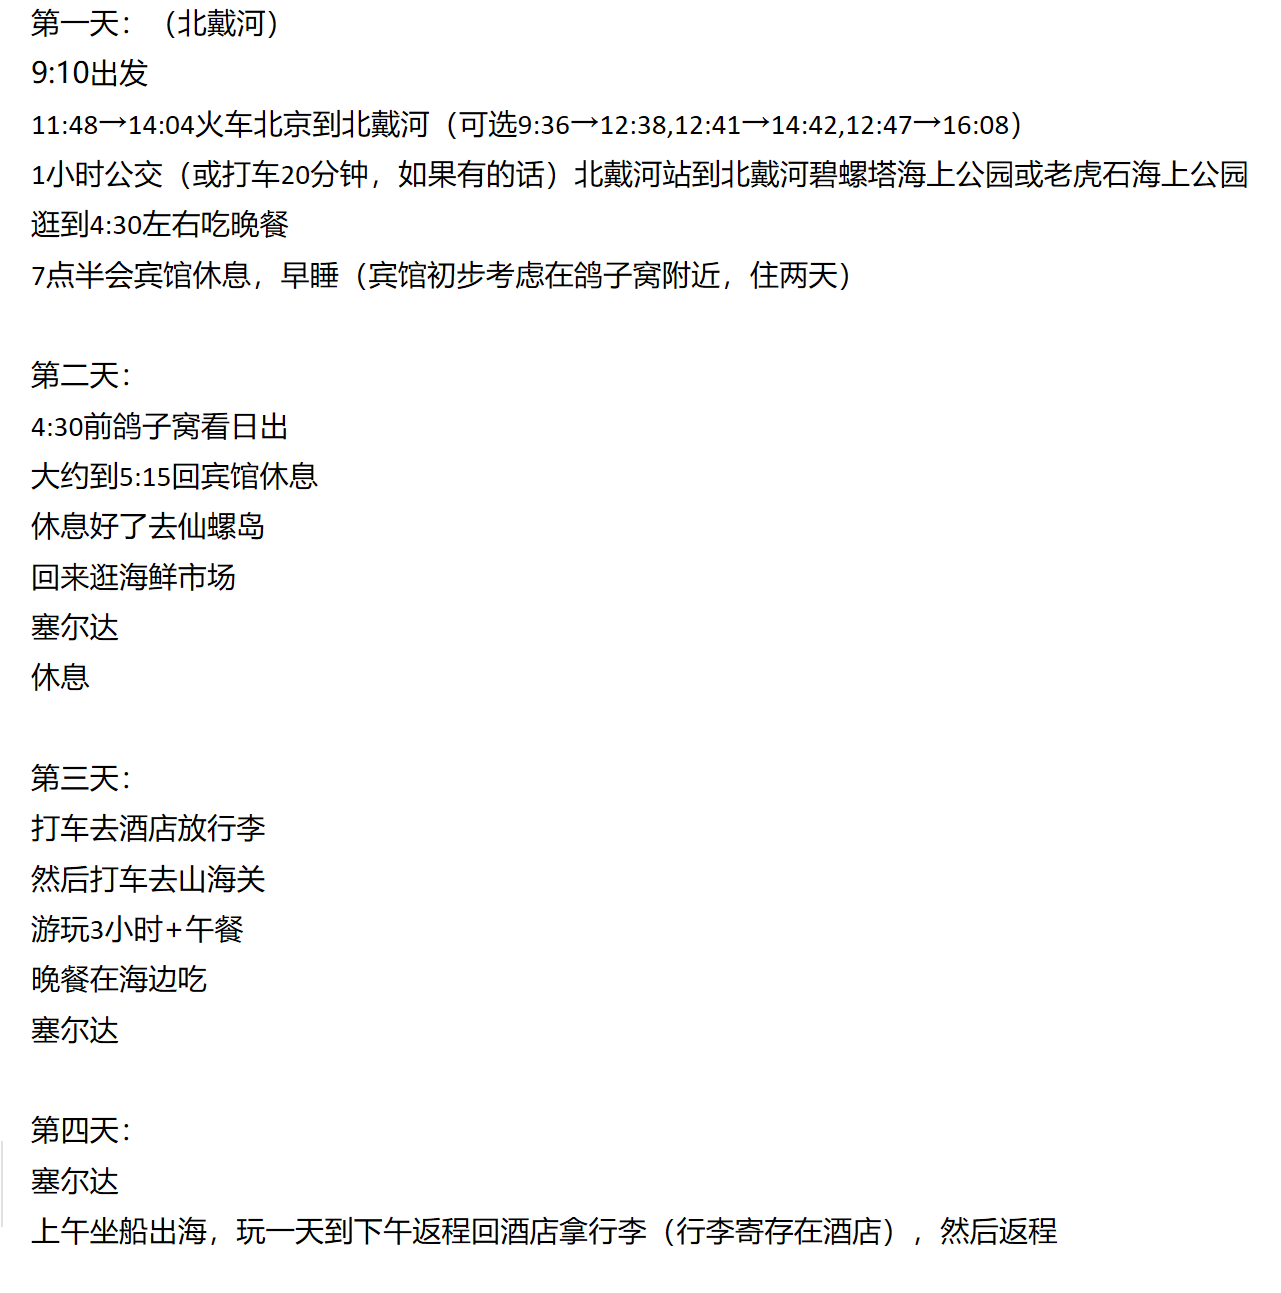 第一天：（北戴河）
9:10出发
11:48→14:04火车北京到北戴河（可选9:36→12:38,12:41→14:42,12:47→16:08）
1小时公交（或打车20分钟，如果有的话）北戴河站到北戴河碧螺塔海上公园或老虎石海上公园
逛到4:30左右吃晚餐
7点半会宾馆休息，早睡（宾馆初步考虑在鸽子窝附近，住两天）
第二天：
4:30前鸽子窝看日出
大约到5:15回宾馆休息
休息好了去仙螺岛
回来逛海鲜市场
塞尔达
休息
第三天：
打车去酒店放行李
然后打车去山海关
游玩3小时+午餐
晚餐在海边吃
塞尔达
第四天：
塞尔达
上午坐船出海，玩一天到下午返程回酒店拿行李（行李寄存在酒店），然后返程